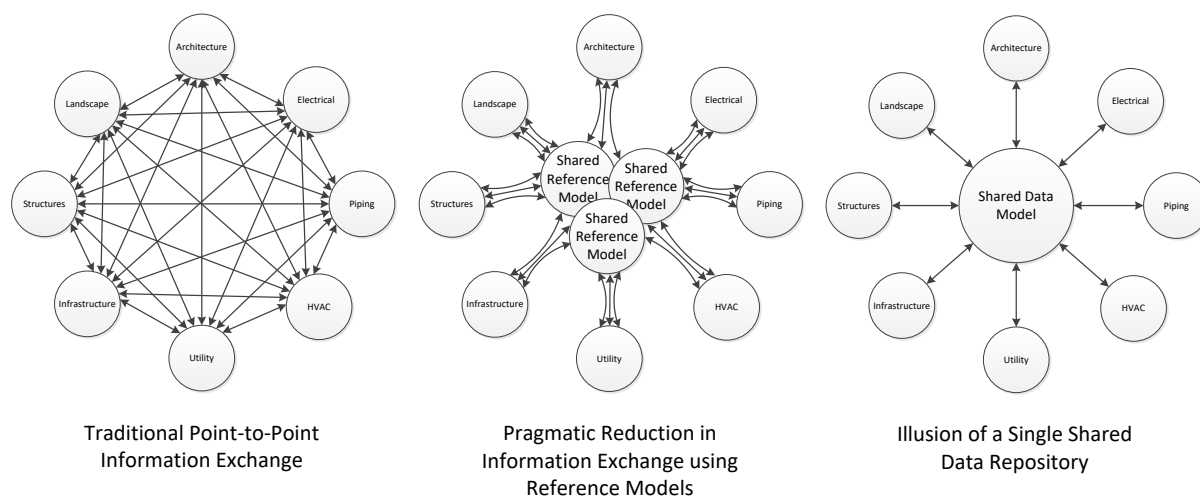 Architecture
Landscape
Electrical
Structures
Piping
Infrastructure
HVAC
Utility
Traditional Point-to-Point
Information Exchange
Architecture
Landscape
Electrical
Shared
Reference
Model
Shared
Reference
Model
Structures
Piping
Shared
Reference
Model
Infrastructure
HVAC
Utility
Pragmatic Reduction in
Information Exchange using
Reference Models
Architecture
Landscape
Electrical
Shared Data
Model
Structures
Piping
Infrastructure
HVAC
Utility
Illusion of a Single Shared
Data Repository